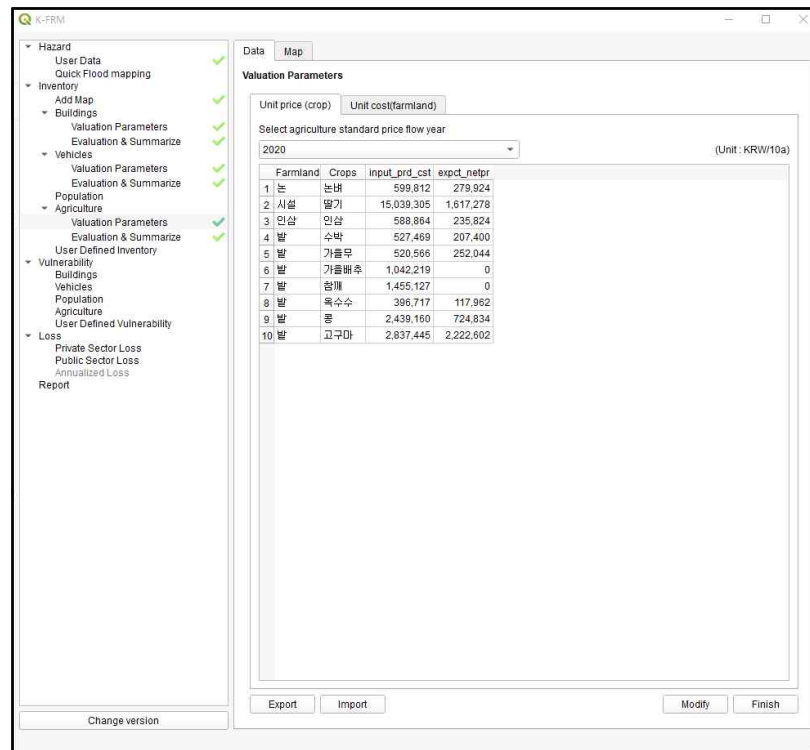 K-FRM
Hazard
User Data
Quick Flood mapping
Inventory
Add Map
Buildings
Valuation Parameters
Evaluation & Summarize
Vehicles
Valuation Parameters
Evaluation & Summarize
Population
Agriculture
Valuation Parameters
Evaluation & Summarize
User Defined Inventory
Vulnerability
Buildings
Vehicles
Population
Agriculture
User Defined Vulnerability
Loss
Private Sector Loss
Public Sector Loss
Annualized Loss
Report
Change version
Data Map
Valuation Parameters
Unit price (crop) Unit cost(farmland)
Select agriculture standard price flow year
2020 (Unit : KRW/10a)
Farmland Crops input_prd_cst expct_netpr
1 논 논벼 599,812 279,924
2 시설 딸기 15,039,305 1,617,278
3 인삼 인삼 588,864 235,824
4 밭 수박 527,469 207,400
5 밭 가을무 520,566 252,044
6 밭 가을배추 1,042,219 0
7 밭 참깨 1,455,127 0
8 밭 옥수수 396,717 117,962
9 밭 콩 2,439,160 724,834
10 밭 고구마 2,837,445 2,222,602
Export Import Modify Finish